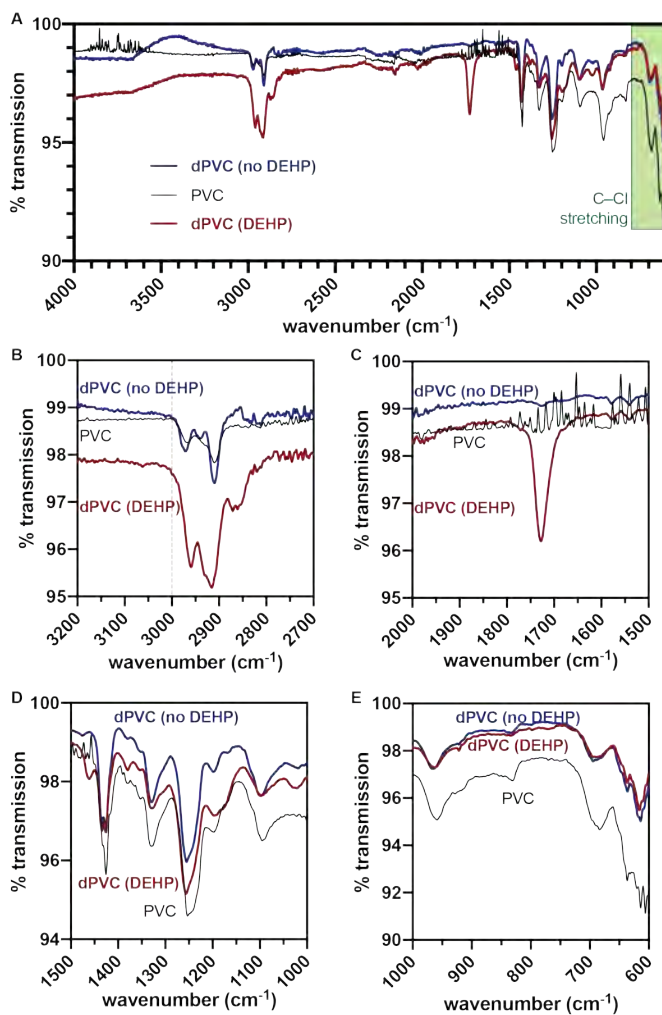 A
100
95
90
% transmission
dPVC (no DEHP)
PVC
dPVC (DEHP)
C–Cl
stretching
4000 3500 3000 2500 2000 1500 1000
wavenumber (cm-1)
B
100
99
98
97
96
95
% transmission
dPVC (no DEHP)
PVC
dPVC (DEHP)
3200 3100 3000 2900 2800 2700
wavenumber (cm-1)
C
100
99
98
97
96
95
% transmission
dPVC (no DEHP)
PVC
dPVC (DEHP)
2000 1900 1800 1700 1600 1500
wavenumber (cm-1)
D
100
98
96
94
% transmission
dPVC (no DEHP)
dPVC (DEHP)
PVC
1500 1400 1300 1200 1100 1000
wavenumber (cm-1)
E
100
98
96
94
92
90
% transmission
dPVC (no DEHP)
dPVC (DEHP)
PVC
1000 900 800 700 600
wavenumber (cm-1)